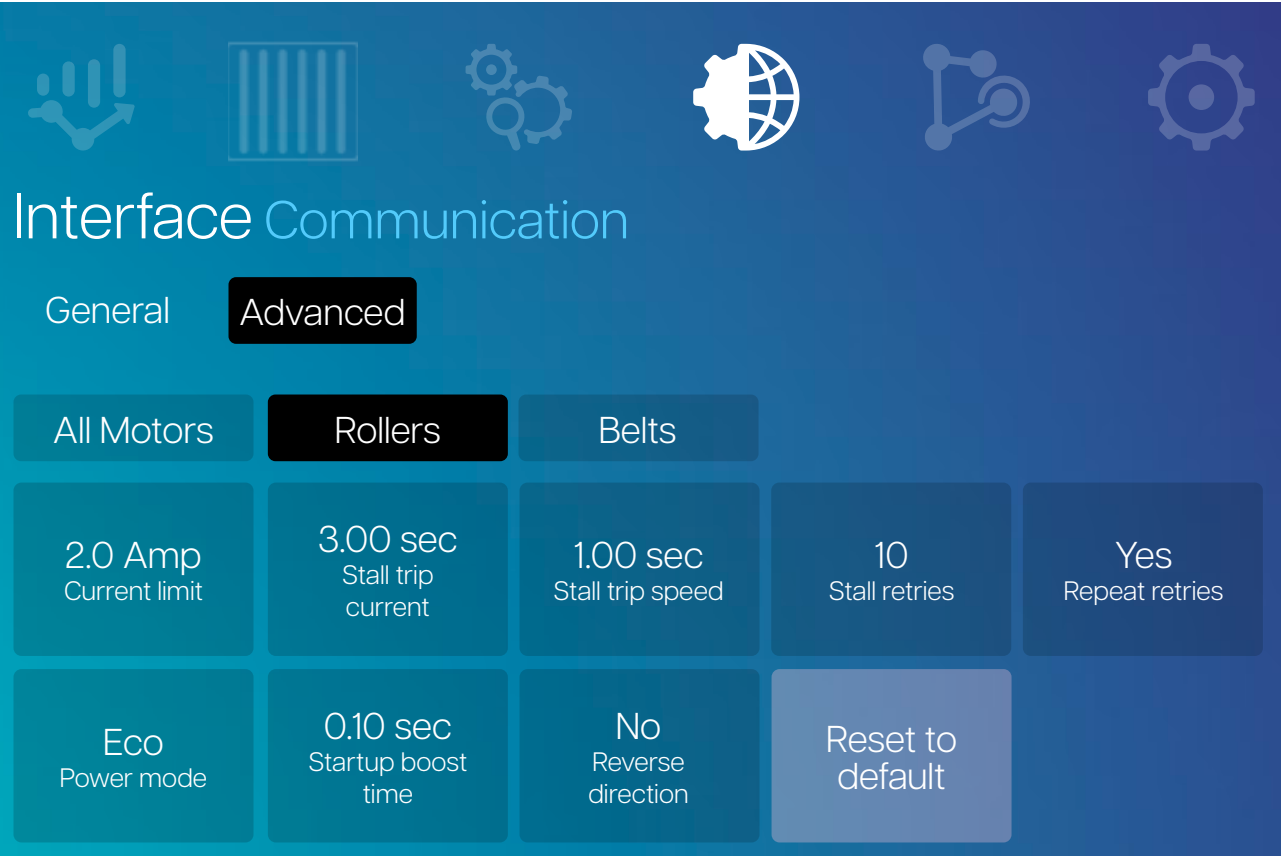 Interface Communication
General Advanced
All Motors Rollers Belts
2.0 Amp
Current limit
3.00 sec
Stall trip
current
1.00 sec
Stall trip speed
10
Stall retries
Yes
Repeat retries
Eco
Power mode
0.10 sec
Startup boost
time
No
Reverse
direction
Reset to
default